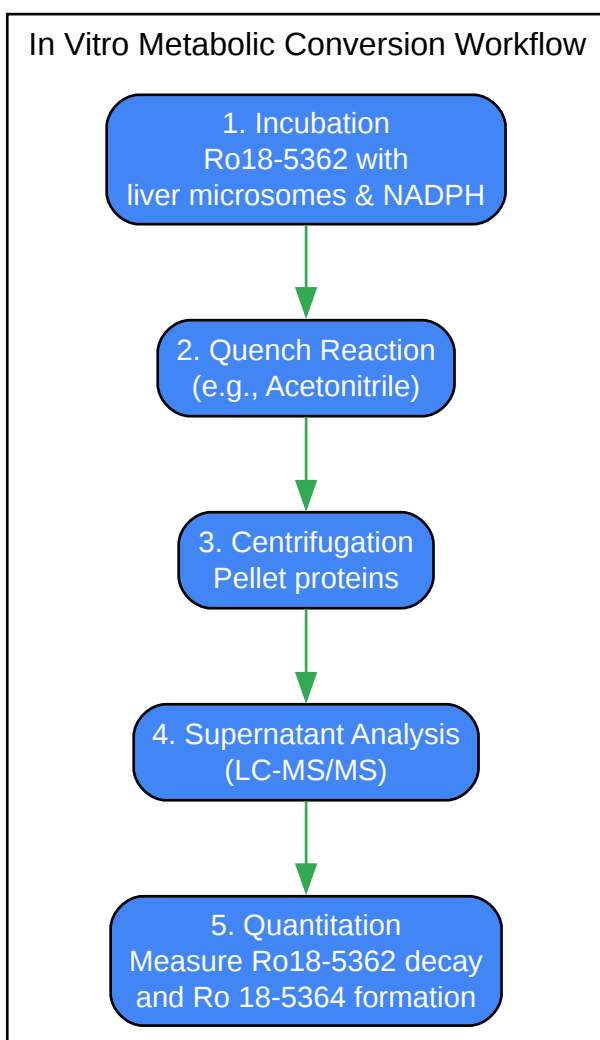 In Vitro Metabolic Conversion Workflow
1. Incubation
Ro18-5362 with
liver microsomes & NADPH
2. Quench Reaction
(e.g., Acetonitrile)
3. Centrifugation
Pellet proteins
4. Supernatant Analysis
(LC-MS/MS)
5. Quantitation
Measure Ro18-5362 decay
and Ro 18-5364 formation